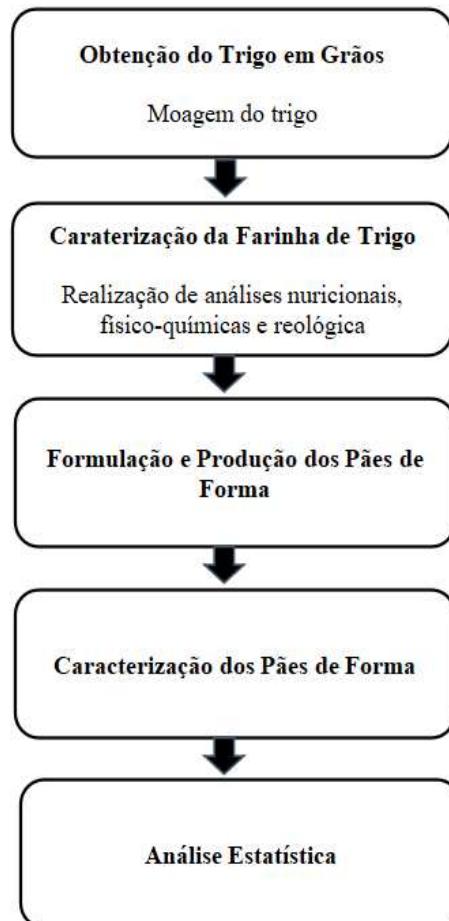 Obtenção do Trigo em Grãos
Moagem do trigo
Caraterização da Farinha de Trigo
Realização de análises nuricionais,
físico-químicas e reológica
Formulação e Produção dos Pães de
Forma
Caracterização dos Pães de Forma
Análise Estatística